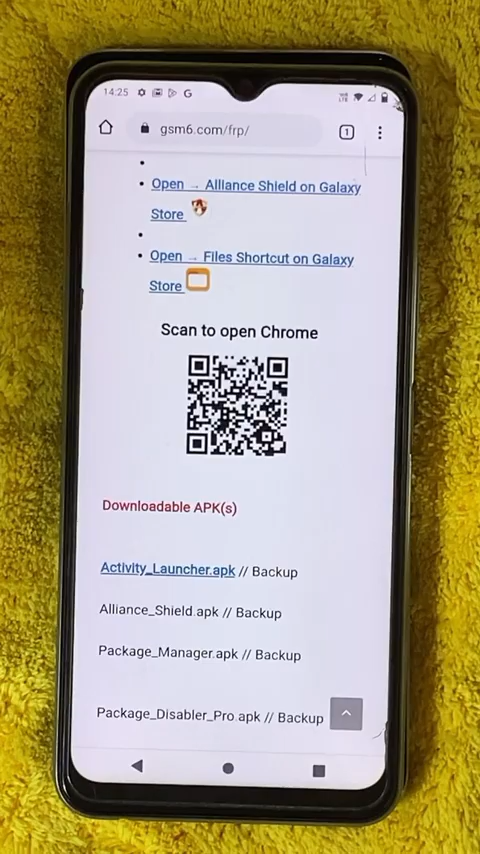 14:25
gsm6.com/frp/
1
Open → Alliance Shield on Galaxy
Store
Open → Files Shortcut on Galaxy
Store
Scan to open Chrome
Downloadable APK(s)
Activity_Launcher.apk // Backup
Alliance_Shield.apk // Backup
Package_Manager.apk // Backup
Package_Disabler_Pro.apk // Backup